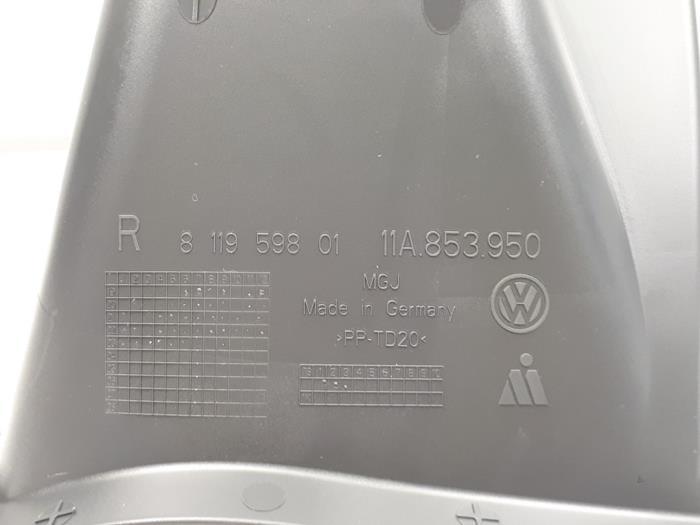 R 8 119 598 01 11A.853.950
MGJ
Made in Germany
>PP-TD20<